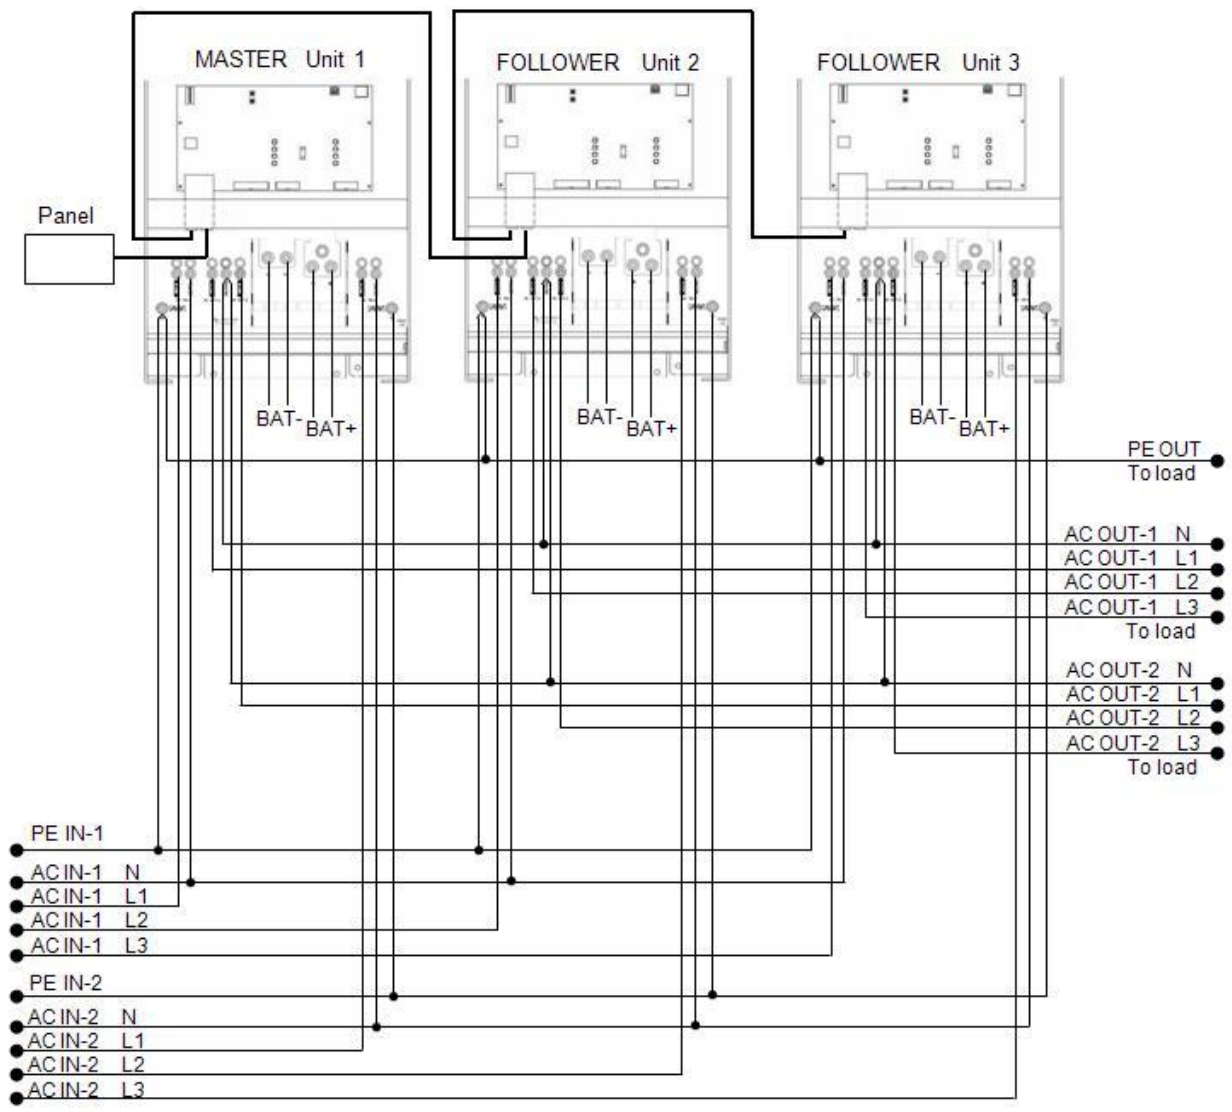 MASTER Unit 1
FOLLOWER Unit 2
FOLLOWER Unit 3
Panel
BAT-
BAT+
BAT-
BAT+
BAT-
BAT+
PE OUT
To load
AC OUT-1 N
AC OUT-1 L1
AC OUT-1 L2
AC OUT-1 L3
To load
AC OUT-2 N
AC OUT-2 L1
AC OUT-2 L2
AC OUT-2 L3
To load
PE IN-1
AC IN-1 N
AC IN-1 L1
AC IN-1 L2
AC IN-1 L3
PE IN-2
AC IN-2 N
AC IN-2 L1
AC IN-2 L2
AC IN-2 L3